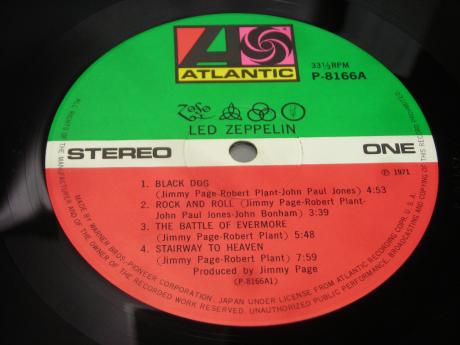 ATLANTIC
33⅓RPM
P-8166A
LED ZEPPELIN
STEREO
ONE
Ⓟ 1971
1. BLACK DOG
(Jimmy Page-Robert Plant-John Paul Jones) 4:53
2. ROCK AND ROLL (Jimmy Page-Robert Plant-
John Paul Jones-John Bonham) 3:39
3. THE BATTLE OF EVERMORE
(Jimmy Page-Robert Plant) 5:48
4. STAIRWAY TO HEAVEN
(Jimmy Page-Robert Plant) 7:59
Produced by Jimmy Page
(P-8166A1)
MADE BY WARNER BROS.-PIONEER CORPORATION, JAPAN UNDER LICENSE FROM ATLANTIC RECORDING CORP. U.S.A.
ALL RIGHTS OF THE MANUFACTURER AND OF THE OWNER OF THE RECORDED WORK RESERVED. UNAUTHORIZED PUBLIC PERFORMANCE, BROADCASTING AND COPYING OF THIS RECORD PROHIBITED